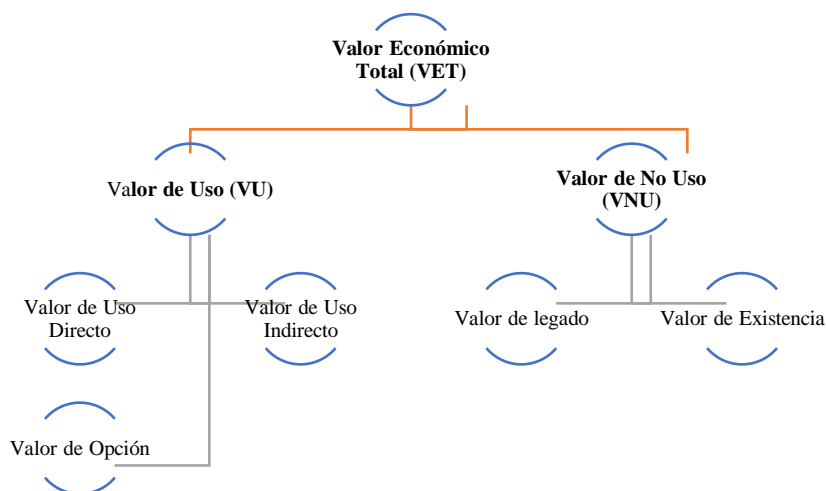 Valor Económico
Total (VET)
Valor de Uso (VU)
Valor de No Uso
(VNU)
Valor de Uso
Directo
Valor de Uso
Indirecto
Valor de legado
Valor de Existencia
Valor de Opción